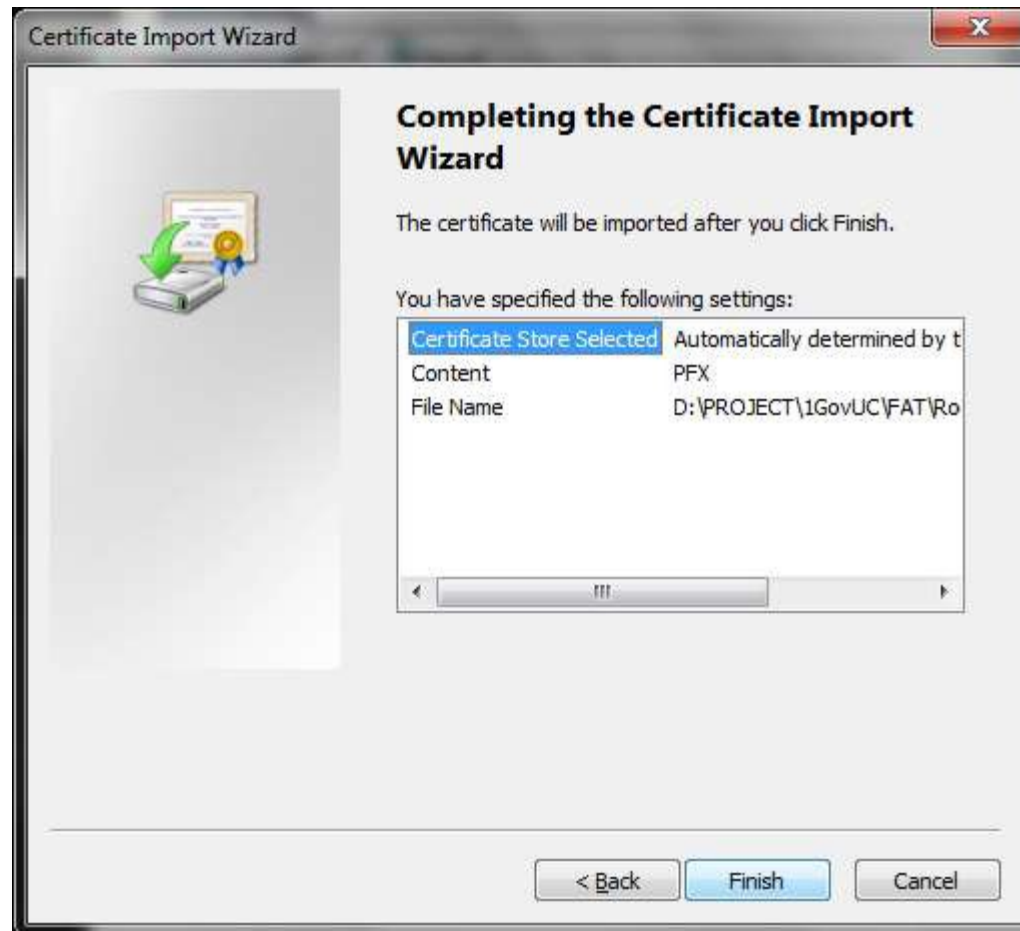 Certificate Import Wizard
Completing the Certificate Import
Wizard
The certificate will be imported after you click Finish.
You have specified the following settings:
Certificate Store Selected Automatically determined by t
Content PFX
File Name D:\PROJECT\1GovUC\FAT\Ro
< Back Finish Cancel